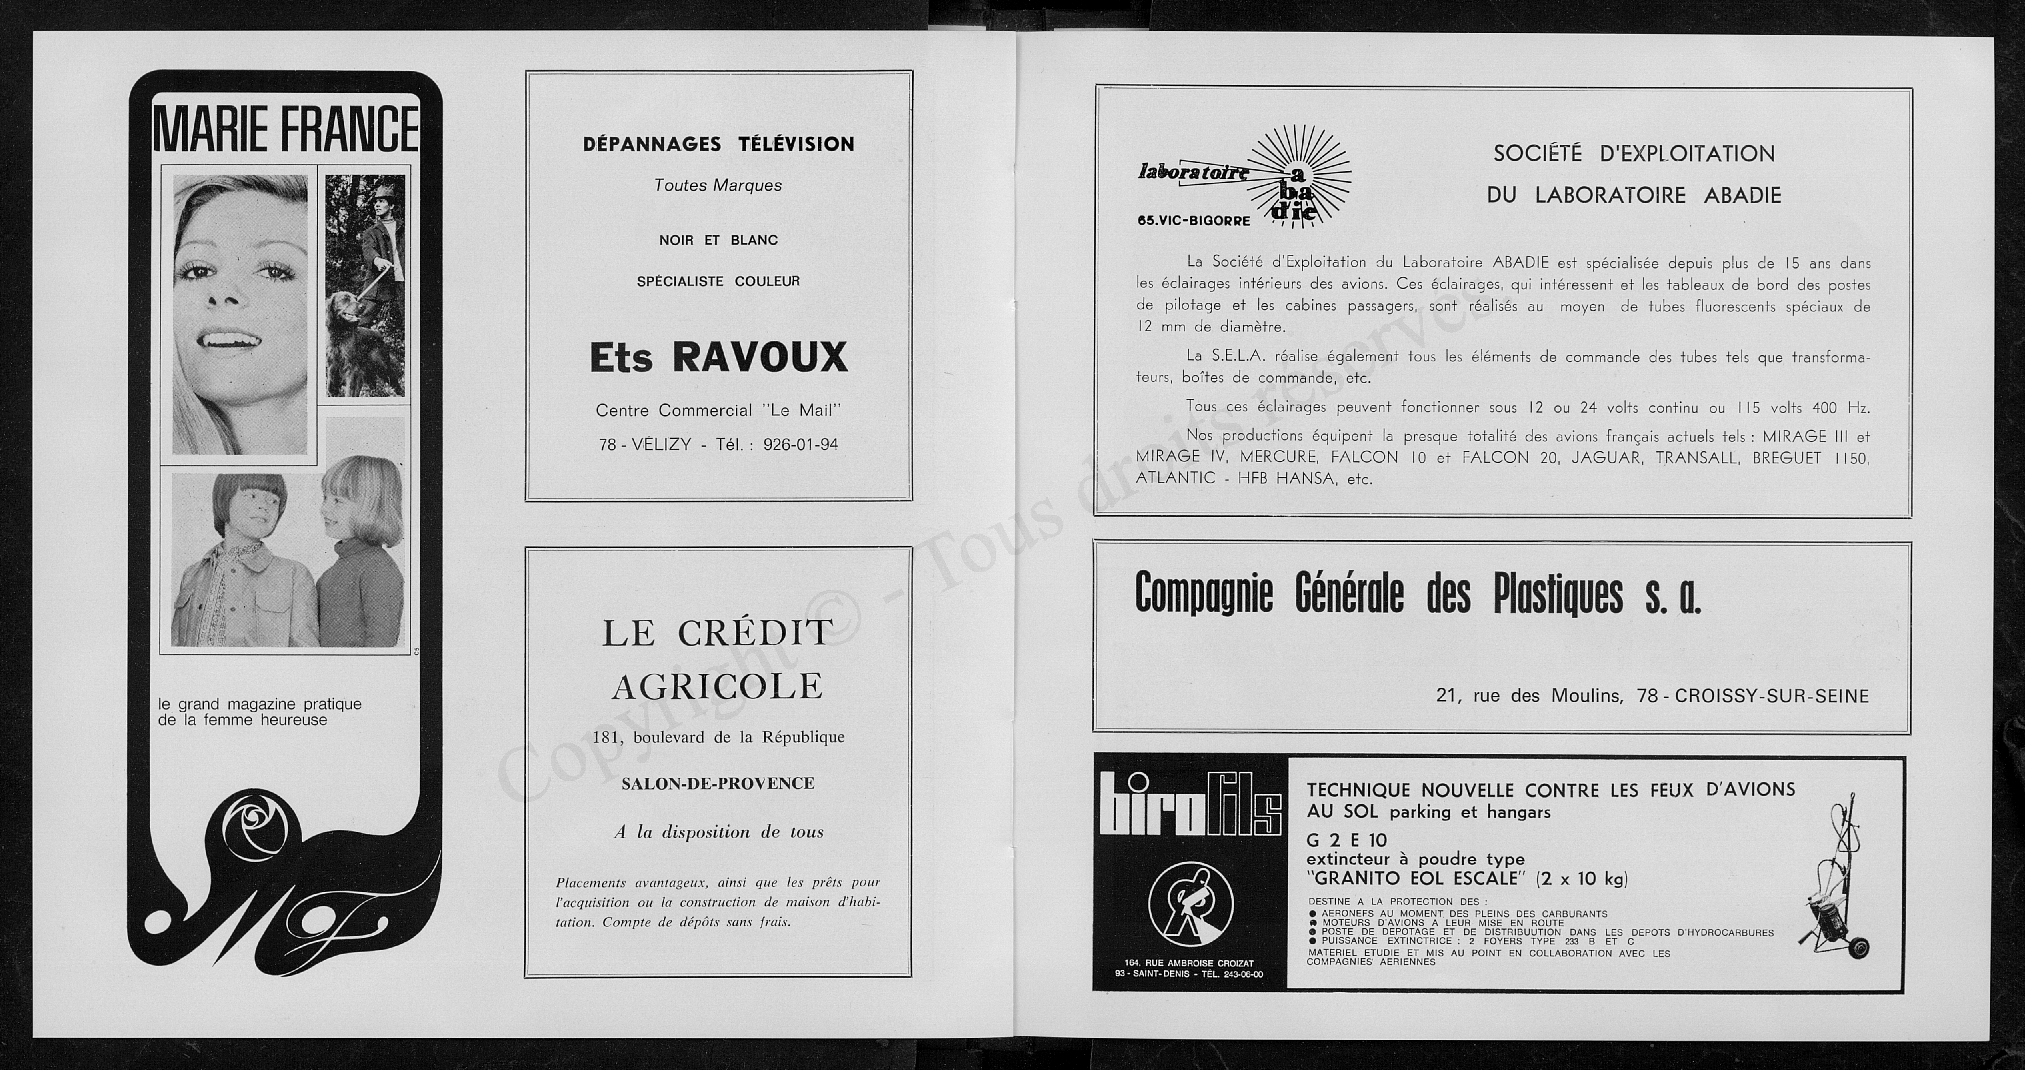 MARIE FRANCE
CS
le grand magazine pratique
de la femme heureuse
MF
DÉPANNAGES TÉLÉVISION
Toutes Marques
NOIR ET BLANC
SPÉCIALISTE COULEUR
Ets RAVOUX
Centre Commercial "Le Mail"
78 - VÉLIZY - Tél. : 926-01-94
LE CRÉDIT
AGRICOLE
181, boulevard de la République
SALON-DE-PROVENCE
A la disposition de tous
Placements avantageux, ainsi que les prêts pour
l'acquisition ou la construction de maison d'habi-
tation. Compte de dépôts sans frais.
laboratoire
a
ba
die
65.VIC-BIGORRE
SOCIÉTÉ D'EXPLOITATION
DU LABORATOIRE ABADIE
La Société d'Exploitation du Laboratoire ABADIE est spécialisée depuis plus de 15 ans dans
les éclairages intérieurs des avions. Ces éclairages, qui intéressent et les tableaux de bord des postes
de pilotage et les cabines passagers, sont réalisés au moyen de tubes fluorescents spéciaux de
12 mm de diamètre.
La S.E.L.A. réalise également tous les éléments de commande des tubes tels que transforma-
teurs, boîtes de commande, etc.
Tous ces éclairages peuvent fonctionner sous 12 ou 24 volts continu ou 115 volts 400 Hz.
Nos productions équipent la presque totalité des avions français actuels tels : MIRAGE III et
MIRAGE IV, MERCURE, FALCON 10 et FALCON 20, JAGUAR, TRANSALL, BREGUET 1150,
ATLANTIC - HFB HANSA, etc.
Compagnie Générale des Plastiques s. a.
21, rue des Moulins, 78 - CROISSY-SUR-SEINE
biro fils
164, RUE AMBROISE CROIZAT
93 - SAINT-DENIS - TÉL. 243-06-00
TECHNIQUE NOUVELLE CONTRE LES FEUX D'AVIONS
AU SOL parking et hangars
G 2 E 10
extincteur à poudre type
"GRANITO EOL ESCALE" (2 x 10 kg)
DESTINE A LA PROTECTION DES :
● AERONEFS AU MOMENT DES PLEINS DES CARBURANTS
● MOTEURS D'AVIONS A LEUR MISE EN ROUTE
● POSTE DE DEPOTAGE ET DE DISTRIBUUTION DANS LES DEPOTS D'HYDROCARBURES
● PUISSANCE EXTINCTRICE : 2 FOYERS TYPE 233 B ET C
MATERIEL ETUDIE ET MIS AU POINT EN COLLABORATION AVEC LES
COMPAGNIES AERIENNES
Copyright © - Tous droits réservés